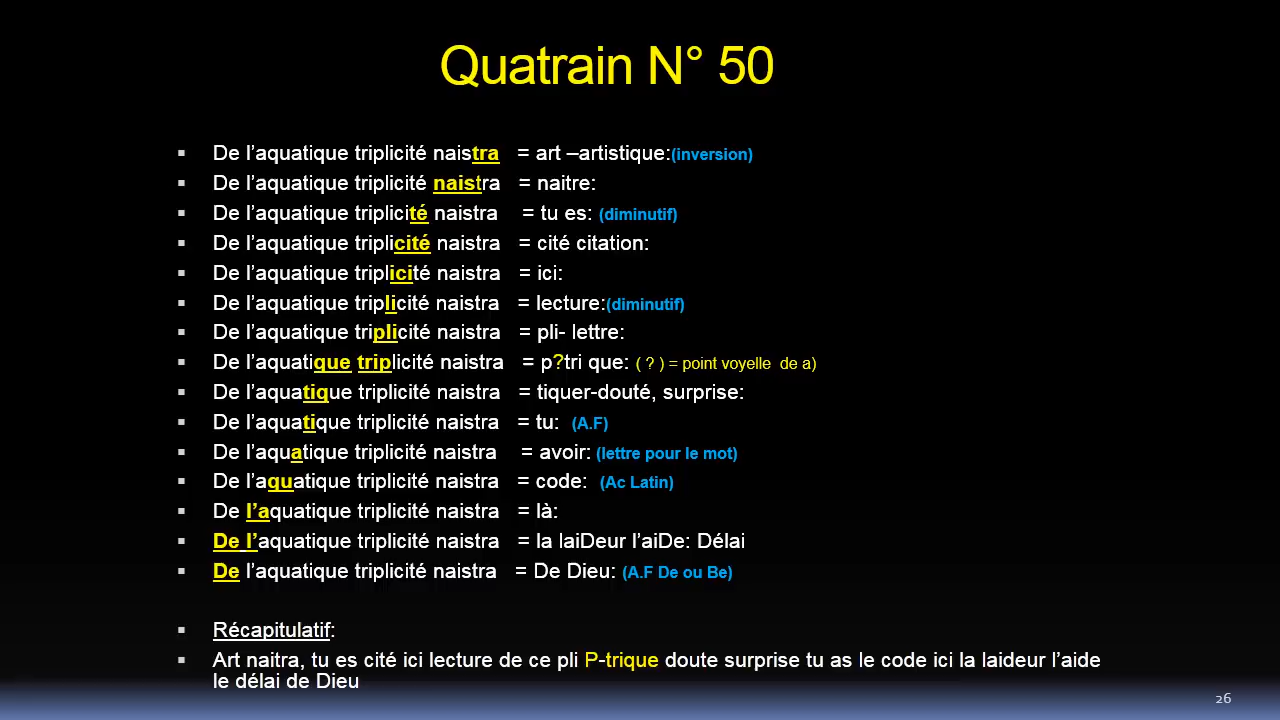 Quatrain N° 50
▪ De l’aquatique triplicité naistra = art –artistique:(inversion)
▪ De l’aquatique triplicité naistra = naitre:
▪ De l’aquatique triplicité naistra = tu es: (diminutif)
▪ De l’aquatique triplicité naistra = cité citation:
▪ De l’aquatique triplicité naistra = ici:
▪ De l’aquatique triplicité naistra = lecture:(diminutif)
▪ De l’aquatique triplicité naistra = pli- lettre:
▪ De l’aquatique triplicité naistra = p?tri que: ( ? ) = point voyelle de a)
▪ De l’aquatique triplicité naistra = tiquer-douté, surprise:
▪ De l’aquatique triplicité naistra = tu: (A.F)
▪ De l’aquatique triplicité naistra = avoir: (lettre pour le mot)
▪ De l’aquatique triplicité naistra = code: (Ac Latin)
▪ De l’aquatique triplicité naistra = là:
▪ De l’aquatique triplicité naistra = la laiDeur l’aiDe: Délai
▪ De l’aquatique triplicité naistra = De Dieu: (A.F De ou Be)
▪ Récapitulatif:
▪ Art naitra, tu es cité ici lecture de ce pli P-trique doute surprise tu as le code ici la laideur l’aide
le délai de Dieu
26